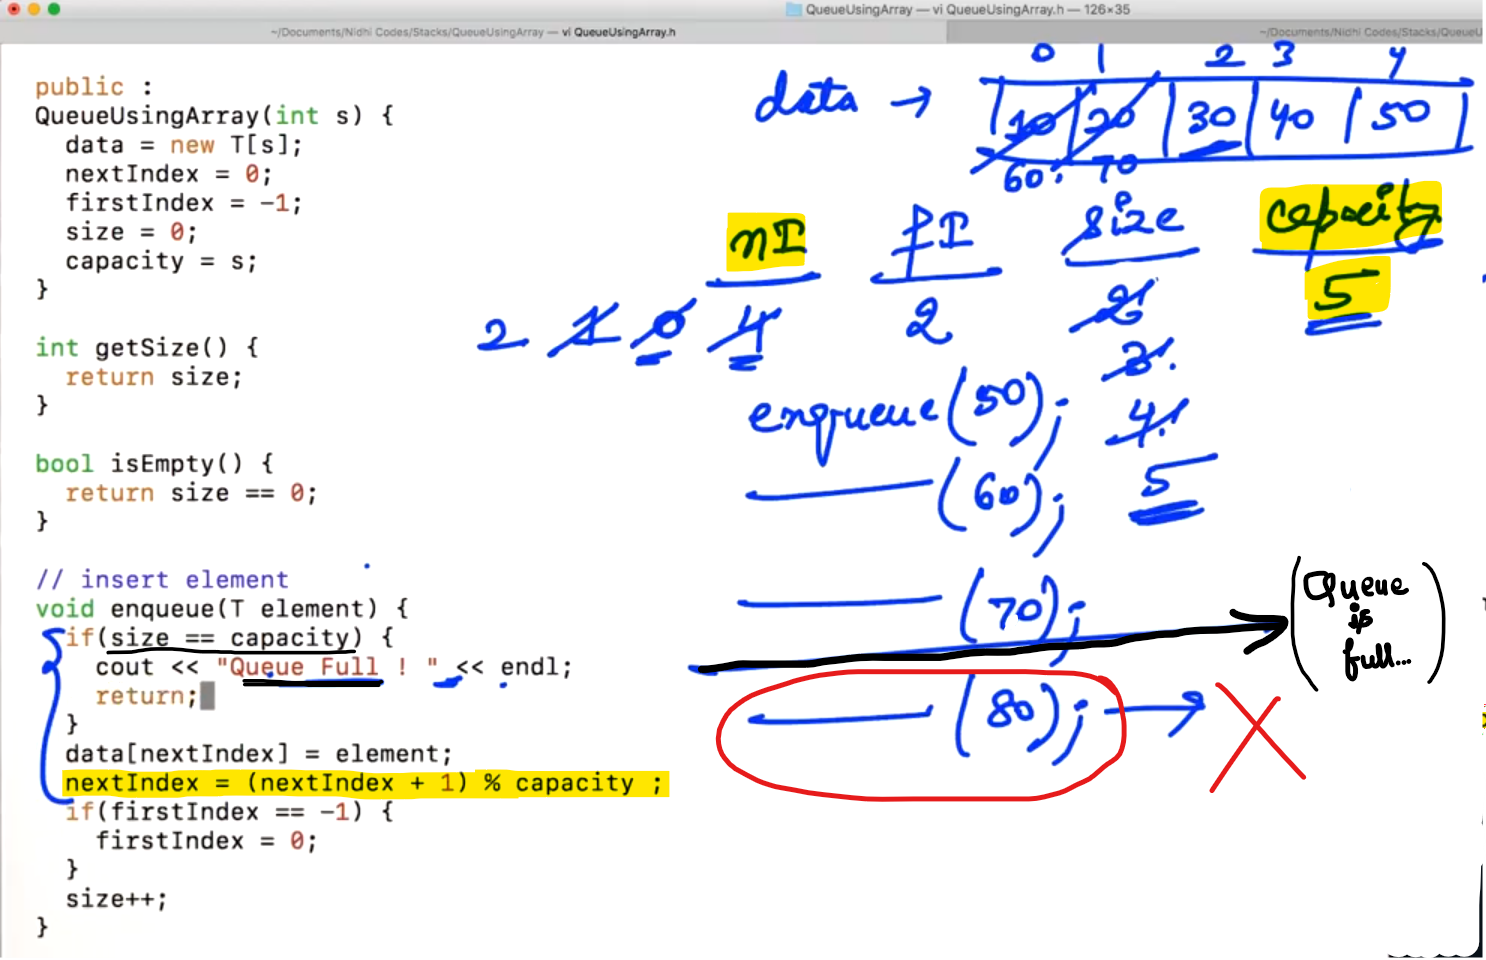 QueueUsingArray — vi QueueUsingArray.h — 126×35
~/Documents/Nidhi Codes/Stacks/QueueUsingArray — vi QueueUsingArray.h
~/Documents/Nidhi Codes/Stacks/QueueU
public :
QueueUsingArray(int s) {
data = new T[s];
nextIndex = 0;
firstIndex = -1;
size = 0;
capacity = s;
}
int getSize() {
return size;
}
bool isEmpty() {
return size == 0;
}
// insert element
void enqueue(T element) {
if(size == capacity) {
cout << "Queue Full ! " << endl;
return;
}
data[nextIndex] = element;
nextIndex = (nextIndex + 1) % capacity ;
if(firstIndex == -1) {
firstIndex = 0;
}
size++;
}
0 1 2 3 4
data → 10 20 30 40 50
60 70
nI fI size capacity
2 1 0 4 2 2 5
3
enqueue(50); 4
(60); 5
(70);
(80); → X
(Queue
is
full...)